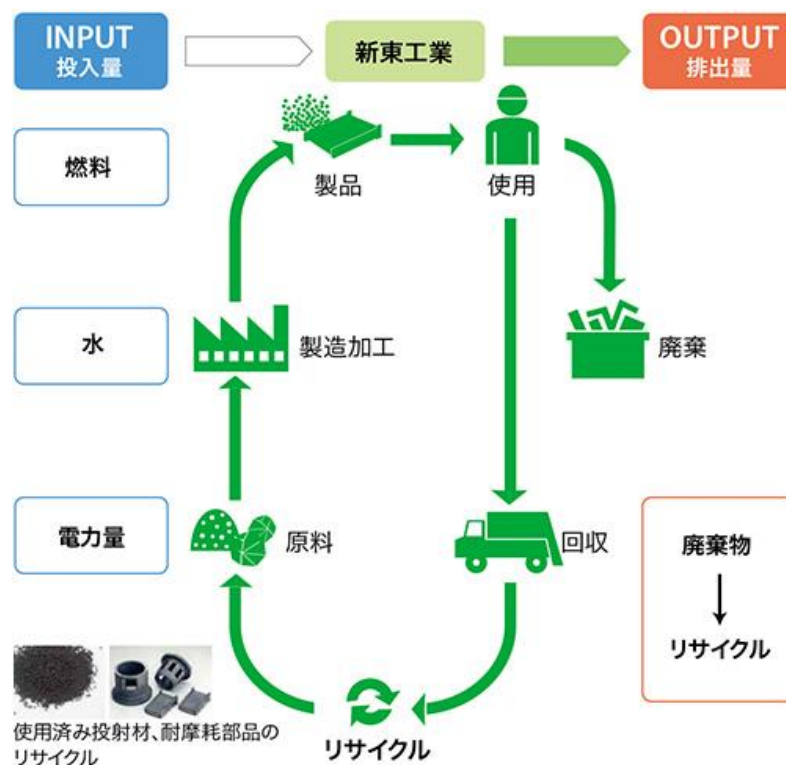 INPUT
投入量
新東工業
OUTPUT
排出量
燃料
製品
使用
水
製造加工
廃棄
電力量
原料
回収
廃棄物
リサイクル
使用済み投射材、耐摩耗部品の
リサイクル
リサイクル